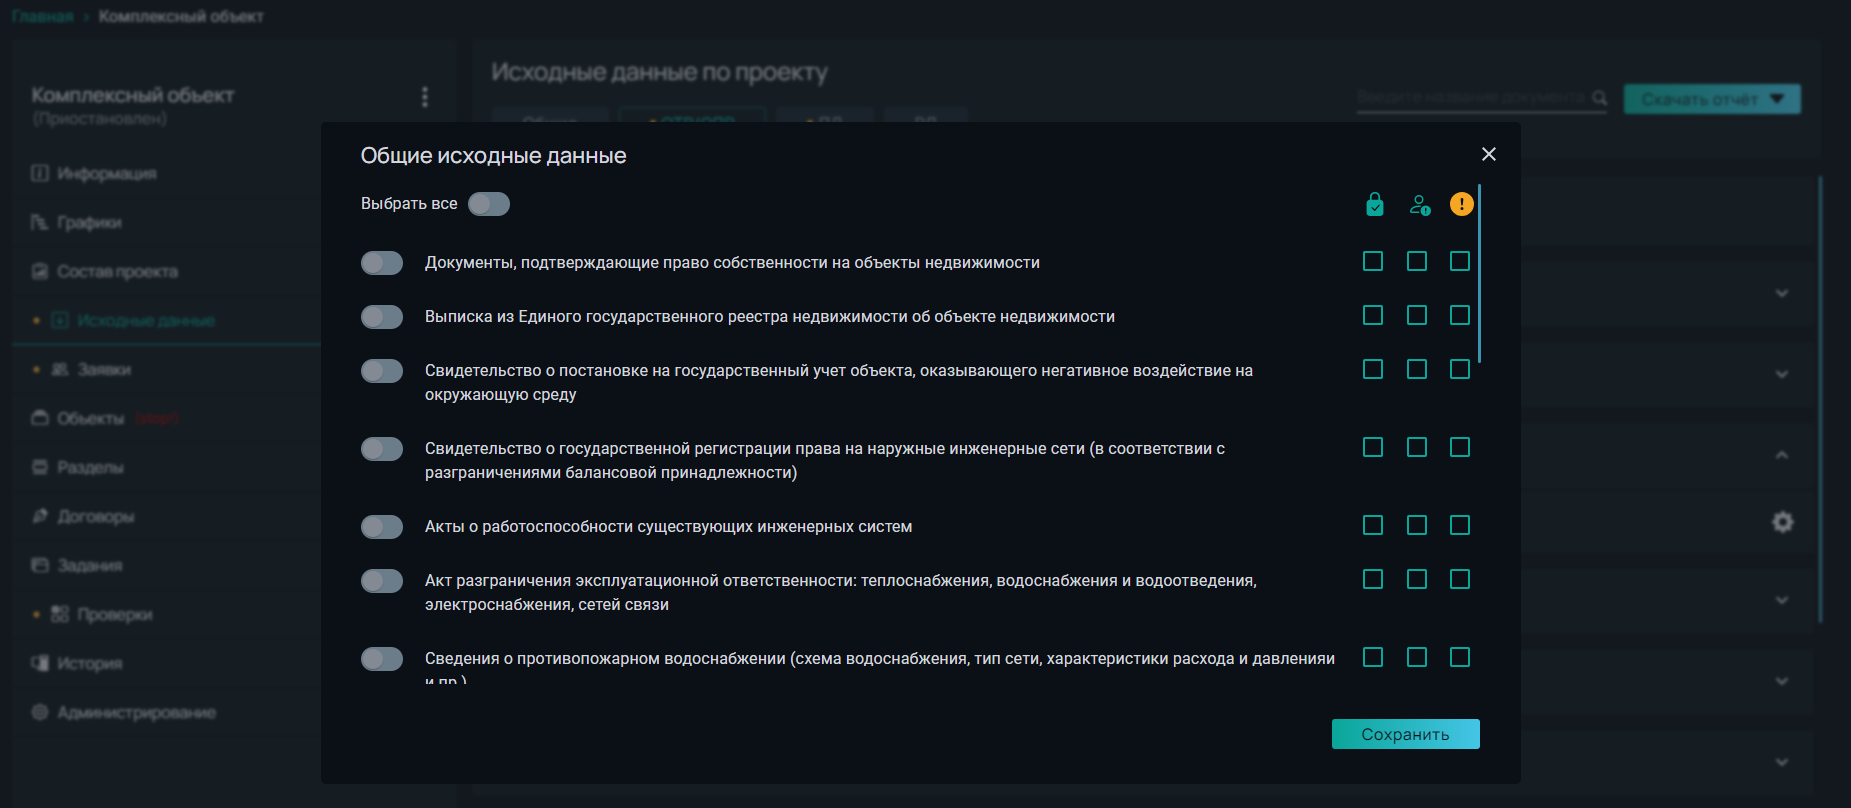 Главная › Комплексный объект
Комплексный объект
(Приостановлен)
Информация
Графики
Состав проекта
Исходные данные
Заявки
Объекты
Разделы
Договоры
Задания
Проверки
История
Администрирование
Исходные данные по проекту
Введите название документа
Скачать отчёт
Общие исходные данные
Выбрать все
Документы, подтверждающие право собственности на объекты недвижимости
Выписка из Единого государственного реестра недвижимости об объекте недвижимости
Свидетельство о постановке на государственный учет объекта, оказывающего негативное воздействие на
окружающую среду
Свидетельство о государственной регистрации права на наружные инженерные сети (в соответствии с
разграничениями балансовой принадлежности)
Акты о работоспособности существующих инженерных систем
Акт разграничения эксплуатационной ответственности: теплоснабжения, водоснабжения и водоотведения,
электроснабжения, сетей связи
Сведения о противопожарном водоснабжении (схема водоснабжения, тип сети, характеристики расхода и давленияи
и пр.)
Сохранить